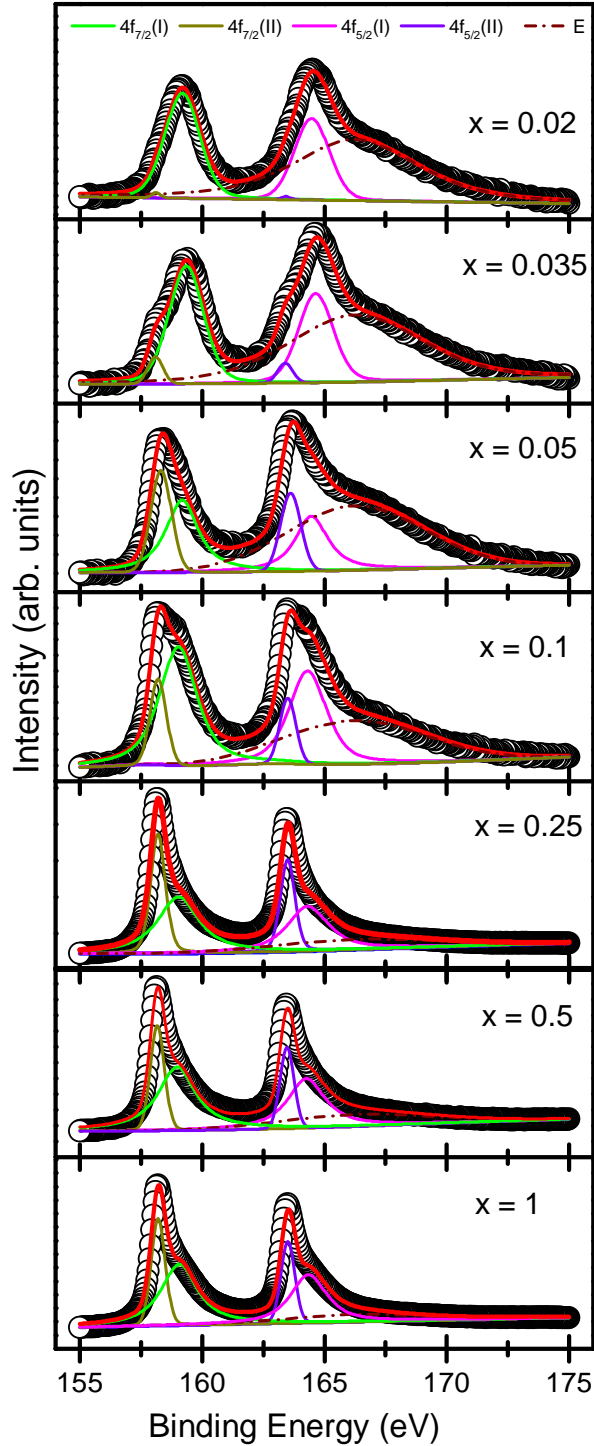 4f7/2(I) 4f7/2(II) 4f5/2(I) 4f5/2(II) E
x = 0.02
x = 0.035
x = 0.05
x = 0.1
x = 0.25
x = 0.5
x = 1
Intensity (arb. units)
155 160 165 170 175
Binding Energy (eV)